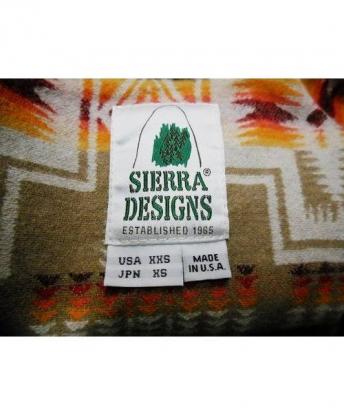 SIERRA®
DESIGNS
ESTABLISHED 1965
USA XXS
JPN XS
MADE
IN U.S.A.